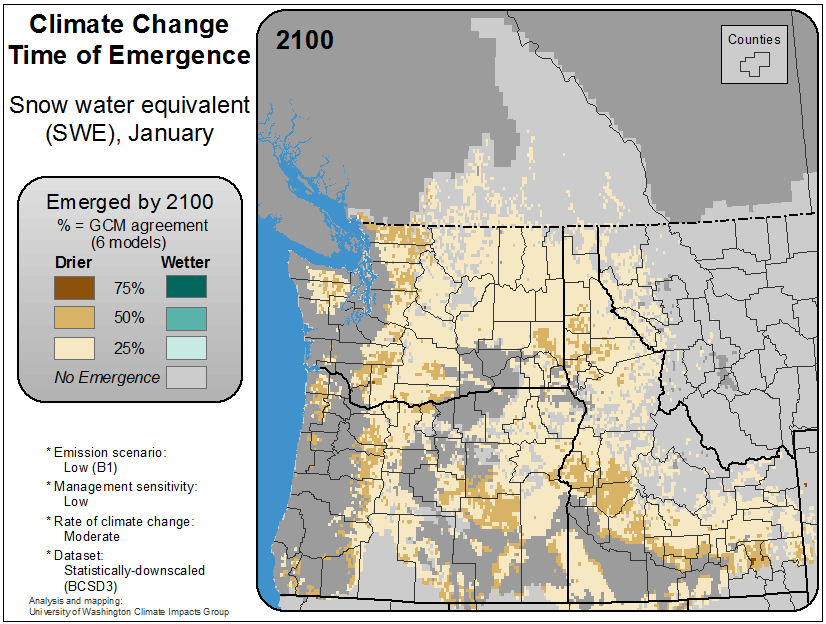 Climate Change
Time of Emergence
Snow water equivalent
(SWE), January
Emerged by 2100
% = GCM agreement
(6 models)
Drier Wetter
75%
50%
25%
No Emergence
* Emission scenario:
Low (B1)
* Management sensitivity:
Low
* Rate of climate change:
Moderate
* Dataset:
Statistically-downscaled
(BCSD3)
Analysis and mapping:
University of Washington Climate Impacts Group
2100
Counties